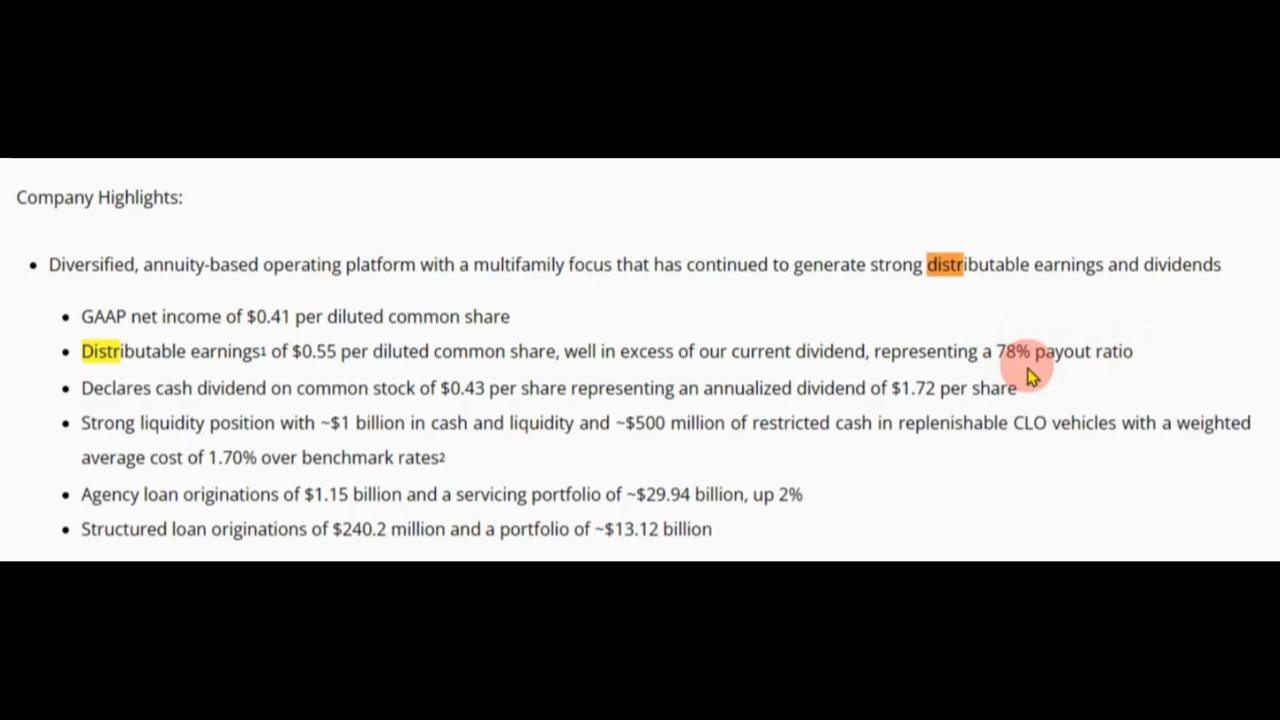 Company Highlights:
• Diversified, annuity-based operating platform with a multifamily focus that has continued to generate strong distributable earnings and dividends
• GAAP net income of $0.41 per diluted common share
• Distributable earnings¹ of $0.55 per diluted common share, well in excess of our current dividend, representing a 78% payout ratio
• Declares cash dividend on common stock of $0.43 per share representing an annualized dividend of $1.72 per share
• Strong liquidity position with ~$1 billion in cash and liquidity and ~$500 million of restricted cash in replenishable CLO vehicles with a weighted
average cost of 1.70% over benchmark rates²
• Agency loan originations of $1.15 billion and a servicing portfolio of ~$29.94 billion, up 2%
• Structured loan originations of $240.2 million and a portfolio of ~$13.12 billion